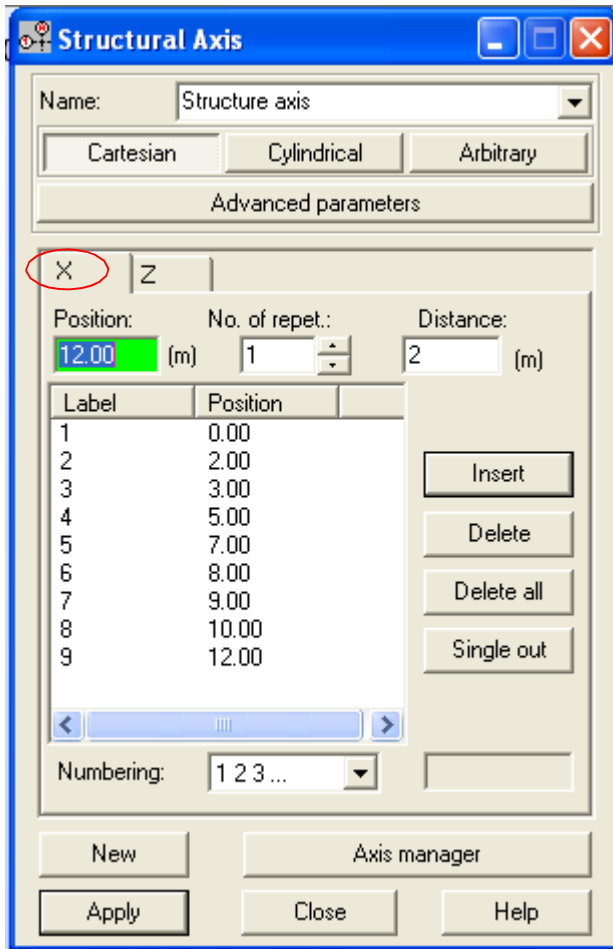 Structural Axis
Name: Structure axis
Cartesian Cylindrical Arbitrary
Advanced parameters
X Z
Position: No. of repet.: Distance:
12.00 (m) 1 2 (m)
Label Position
1 0.00
2 2.00
3 3.00
4 5.00
5 7.00
6 8.00
7 9.00
8 10.00
9 12.00
Insert
Delete
Delete all
Single out
Numbering: 1 2 3 ...
New Axis manager
Apply Close Help